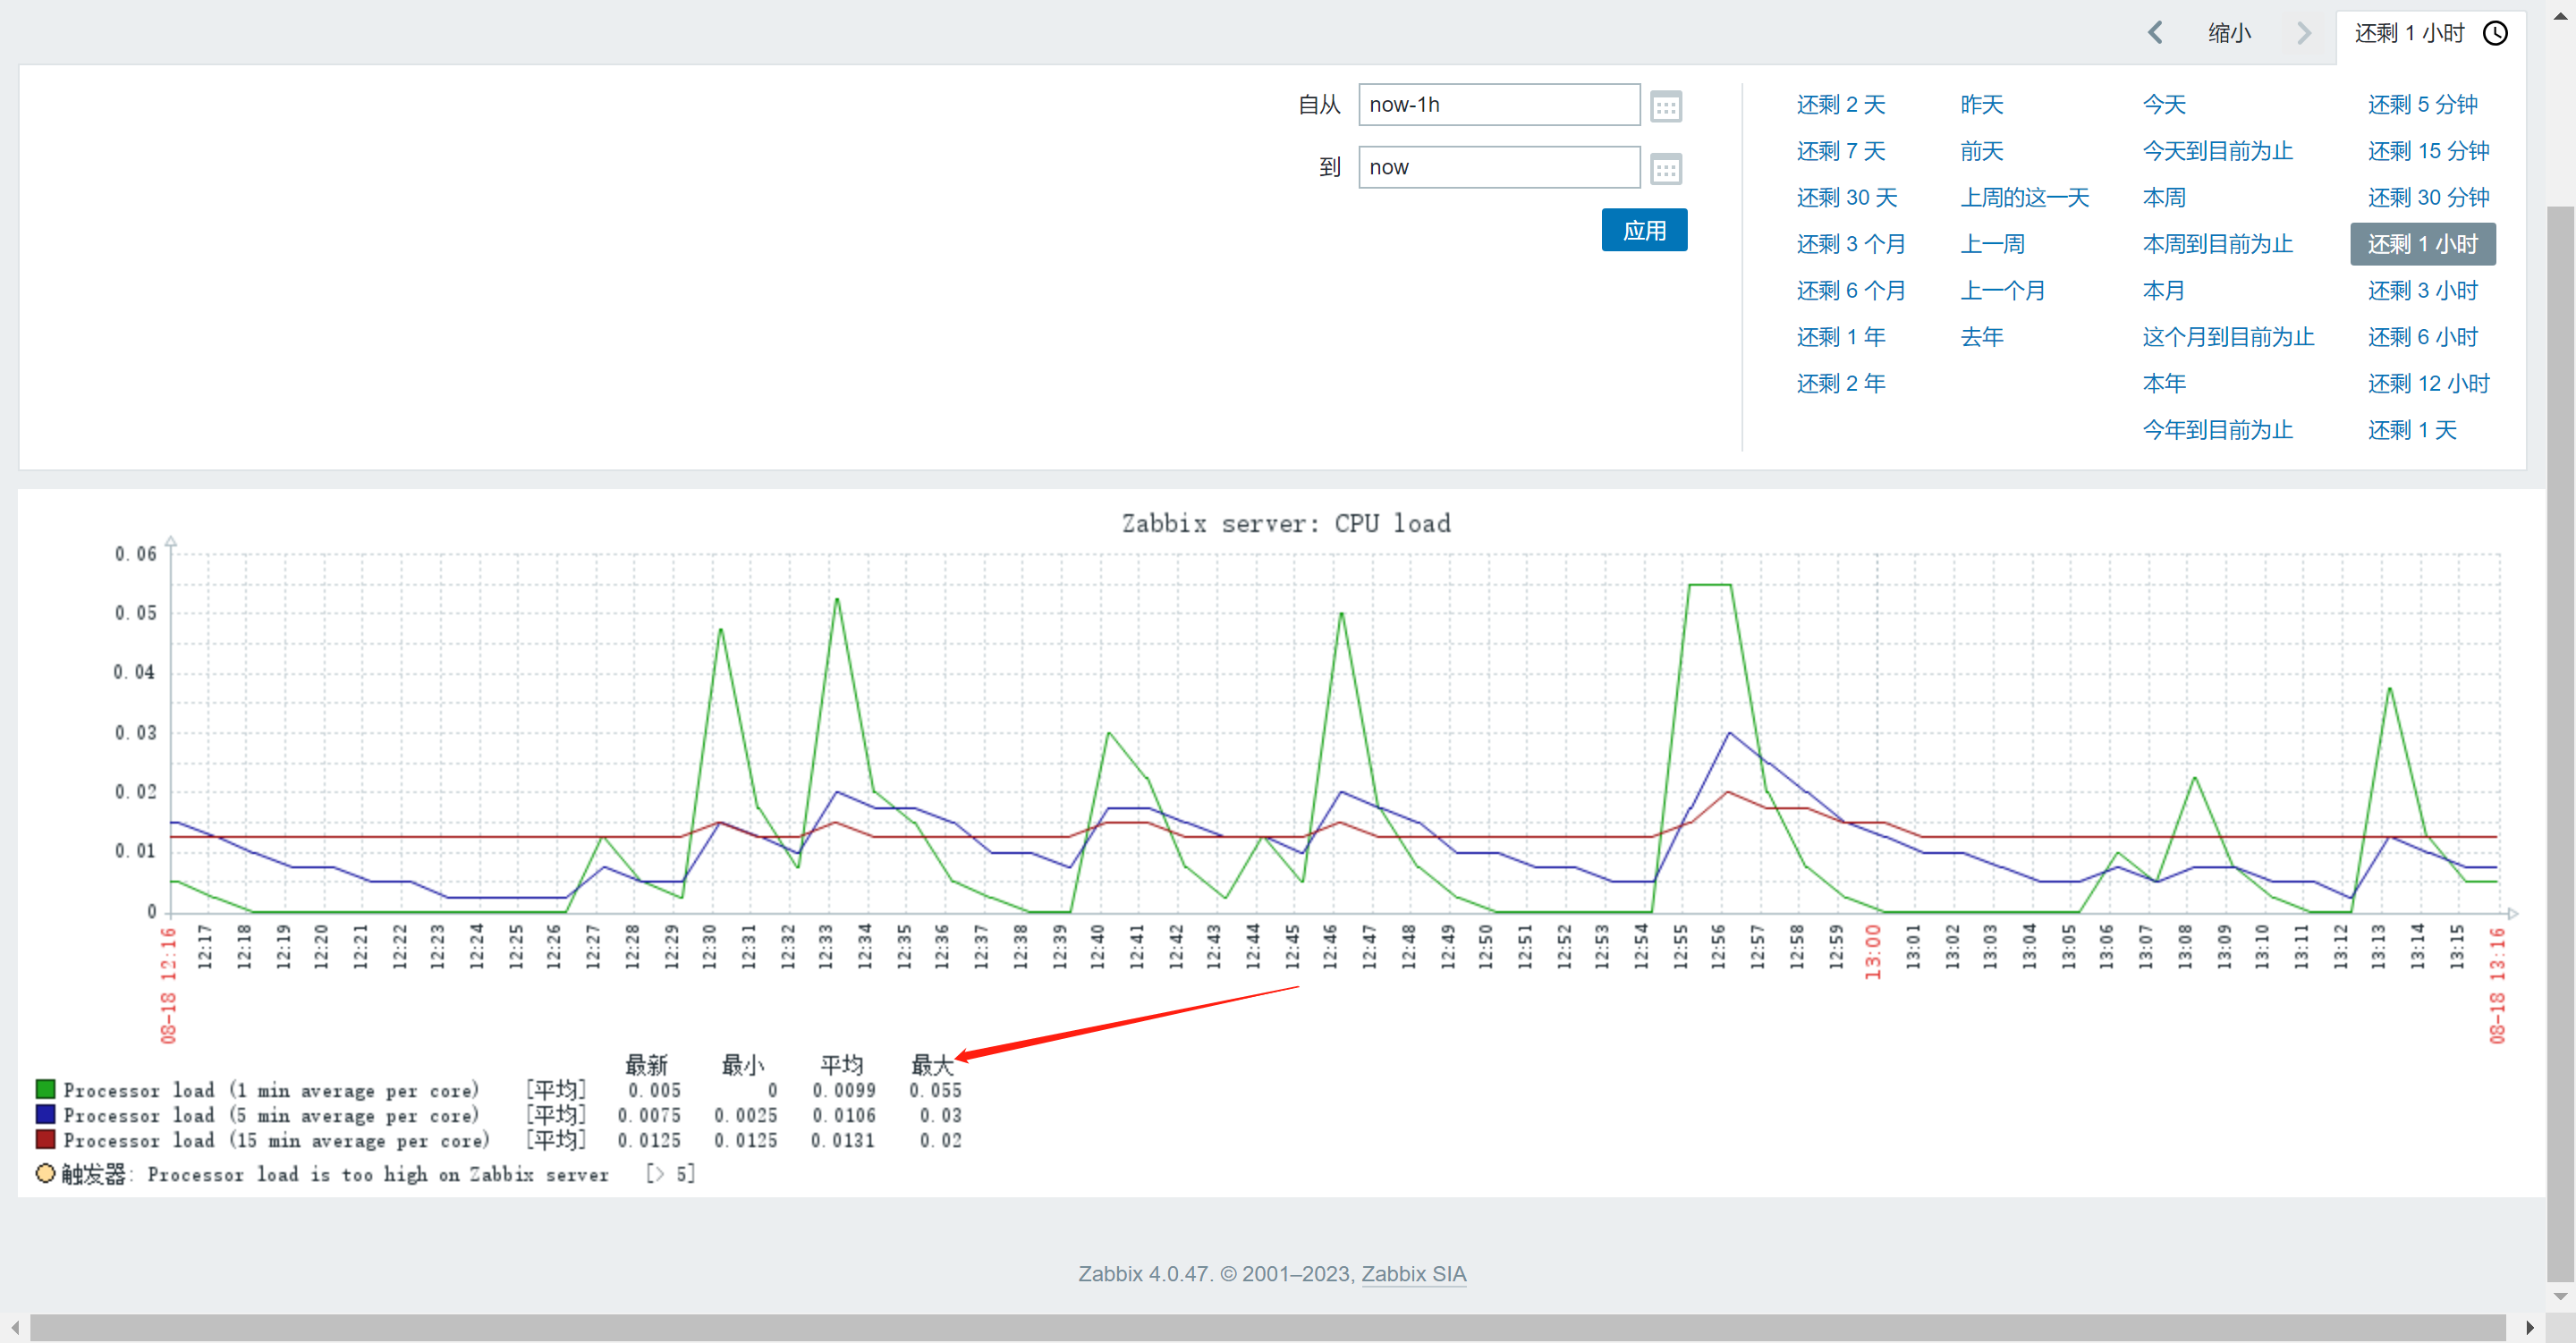 缩小 还剩 1 小时
自从 now-1h
到 now
应用
还剩 2 天 昨天 今天 还剩 5 分钟
还剩 7 天 前天 今天到目前为止 还剩 15 分钟
还剩 30 天 上周的这一天 本周 还剩 30 分钟
还剩 3 个月 上一周 本周到目前为止 还剩 1 小时
还剩 6 个月 上一个月 本月 还剩 3 小时
还剩 1 年 去年 这个月到目前为止 还剩 6 小时
还剩 2 年 本年 还剩 12 小时
今年到目前为止 还剩 1 天
Zabbix server: CPU load
0.06
0.05
0.04
0.03
0.02
0.01
0
08-18 12:16 12:17 12:18 12:19 12:20 12:21 12:22 12:23 12:24 12:25 12:26 12:27 12:28 12:29 12:30 12:31 12:32 12:33 12:34 12:35 12:36 12:37 12:38 12:39 12:40 12:41 12:42 12:43 12:44 12:45 12:46 12:47 12:48 12:49 12:50 12:51 12:52 12:53 12:54 12:55 12:56 12:57 12:58 12:59 13:00 13:01 13:02 13:03 13:04 13:05 13:06 13:07 13:08 13:09 13:10 13:11 13:12 13:13 13:14 13:15 08-18 13:16
最新 最小 平均 最大
Processor load (1 min average per core) [平均] 0.005 0 0.0099 0.055
Processor load (5 min average per core) [平均] 0.0075 0.0025 0.0106 0.03
Processor load (15 min average per core) [平均] 0.0125 0.0125 0.0131 0.02
触发器: Processor load is too high on Zabbix server [> 5]
Zabbix 4.0.47. © 2001–2023, Zabbix SIA